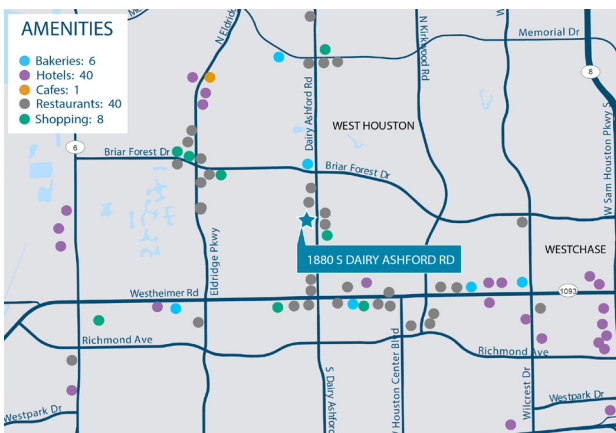 AMENITIES
Bakeries: 6
Hotels: 40
Cafes: 1
Restaurants: 40
Shopping: 8
N Eldridge
Dairy Ashford Rd
N Kirkwood Rd
W
Memorial Dr
8
W Sam Houston Pkwy S
WEST HOUSTON
6
Briar Forest Dr
Briar Forest Dr
1880 S DAIRY ASHFORD RD
WESTCHASE
Eldridge Pkwy
Westheimer Rd
1093
Richmond Ave
Richmond Ave
S Dairy Ashford
W Houston Center Blvd
Wilcrest Dr
Westpark Dr
Westpark Dr